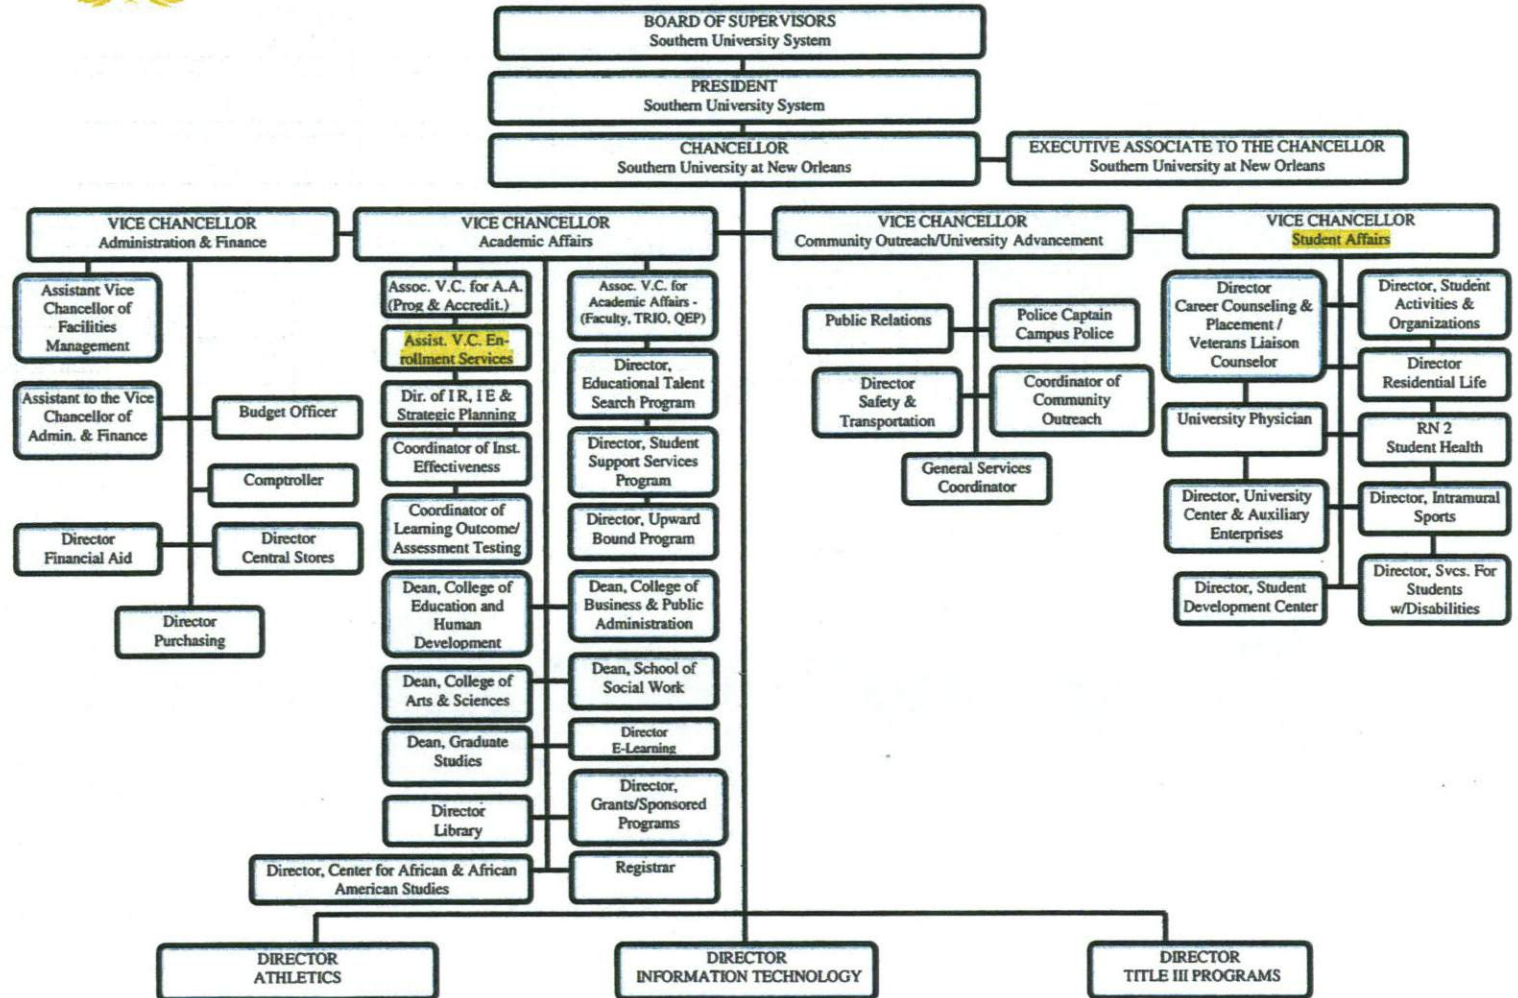 BOARD OF SUPERVISORS
Southern University System
PRESIDENT
Southern University System
CHANCELLOR
Southern University at New Orleans
EXECUTIVE ASSOCIATE TO THE CHANCELLOR
Southern University at New Orleans
VICE CHANCELLOR
Administration & Finance
VICE CHANCELLOR
Academic Affairs
VICE CHANCELLOR
Community Outreach/University Advancement
VICE CHANCELLOR
Student Affairs
Assistant Vice
Chancellor of
Facilities
Management
Assistant to the Vice
Chancellor of
Admin. & Finance
Budget Officer
Comptroller
Director
Financial Aid
Director
Central Stores
Director
Purchasing
Assoc. V.C. for A.A.
(Prog & Accredit.)
Assist. V.C. En-
rollment Services
Dir. of I R, I E &
Strategic Planning
Coordinator of Inst.
Effectiveness
Coordinator of
Learning Outcome/
Assessment Testing
Assoc. V.C. for
Academic Affairs -
(Faculty, TRIO, QEP)
Director,
Educational Talent
Search Program
Director, Student
Support Services
Program
Director, Upward
Bound Program
Dean, College of
Education and
Human
Development
Dean, College of
Business & Public
Administration
Dean, College of
Arts & Sciences
Dean, School of
Social Work
Dean, Graduate
Studies
Director
E-Learning
Director
Library
Director,
Grants/Sponsored
Programs
Director, Center for African & African
American Studies
Registrar
Public Relations
Police Captain
Campus Police
Director
Safety &
Transportation
Coordinator of
Community
Outreach
General Services
Coordinator
Director
Career Counseling &
Placement /
Veterans Liaison
Counselor
Director, Student
Activities &
Organizations
Director
Residential Life
University Physician
RN 2
Student Health
Director, University
Center & Auxiliary
Enterprises
Director, Intramural
Sports
Director, Student
Development Center
Director, Svcs. For
Students
w/Disabilities
DIRECTOR
ATHLETICS
DIRECTOR
INFORMATION TECHNOLOGY
DIRECTOR
TITLE III PROGRAMS